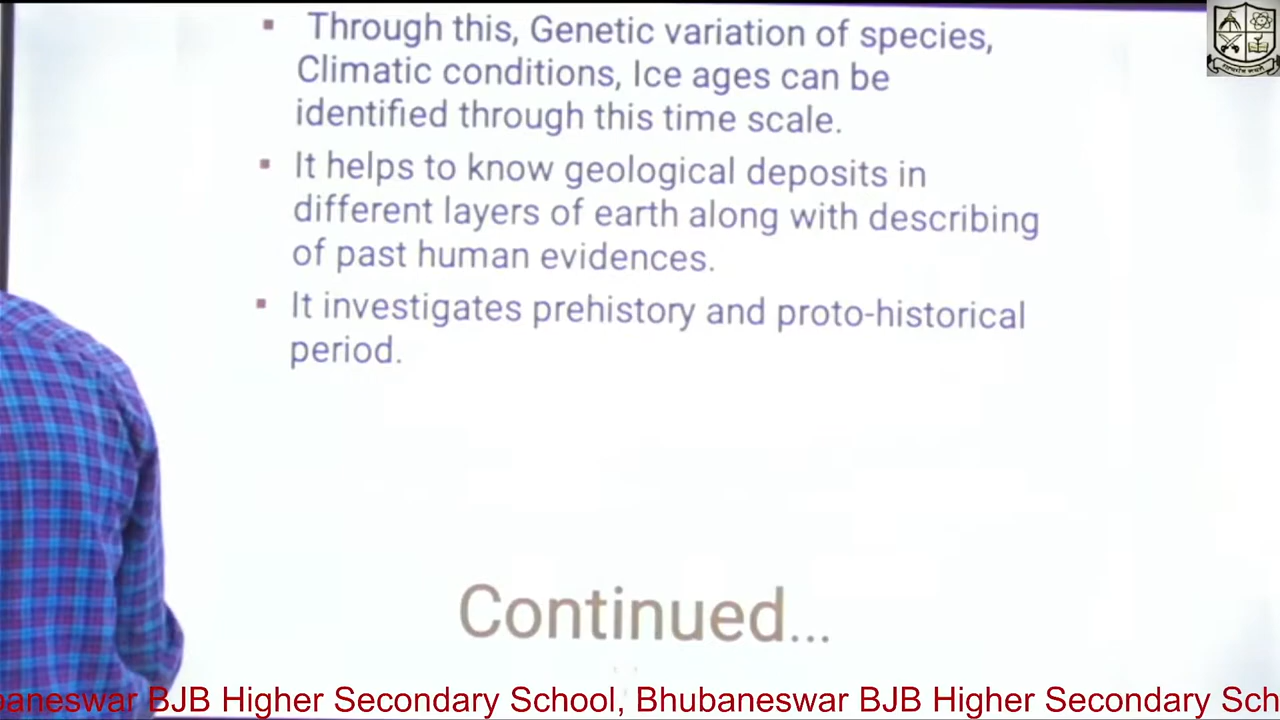 ▪ Through this, Genetic variation of species,
Climatic conditions, Ice ages can be
identified through this time scale.
▪ It helps to know geological deposits in
different layers of earth along with describing
of past human evidences.
▪ It investigates prehistory and proto-historical
period.
Continued...
baneswar BJB Higher Secondary School, Bhubaneswar BJB Higher Secondary Sch